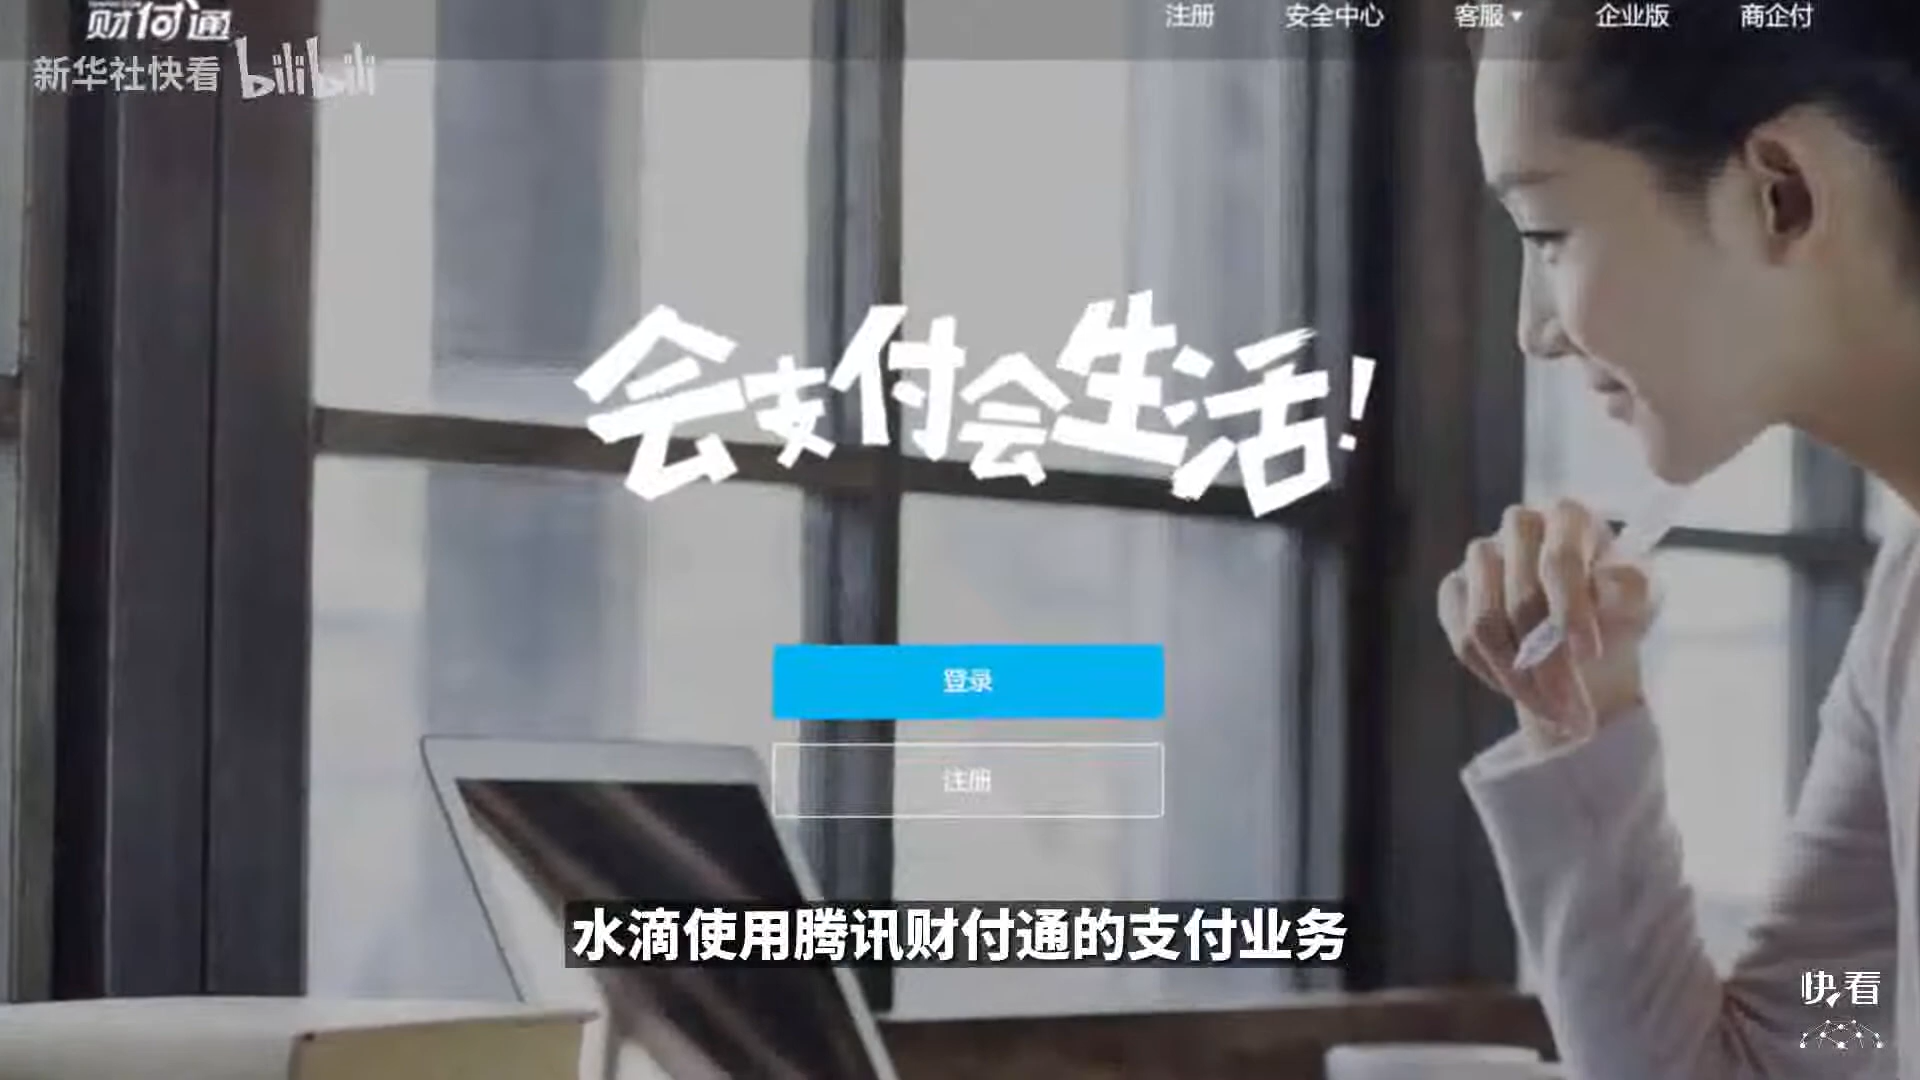 财付通
注册 安全中心 客服 企业版 商企付
新华社快看 bilibili
会支付会生活!
登录
注册
水滴使用腾讯财付通的支付业务
快看